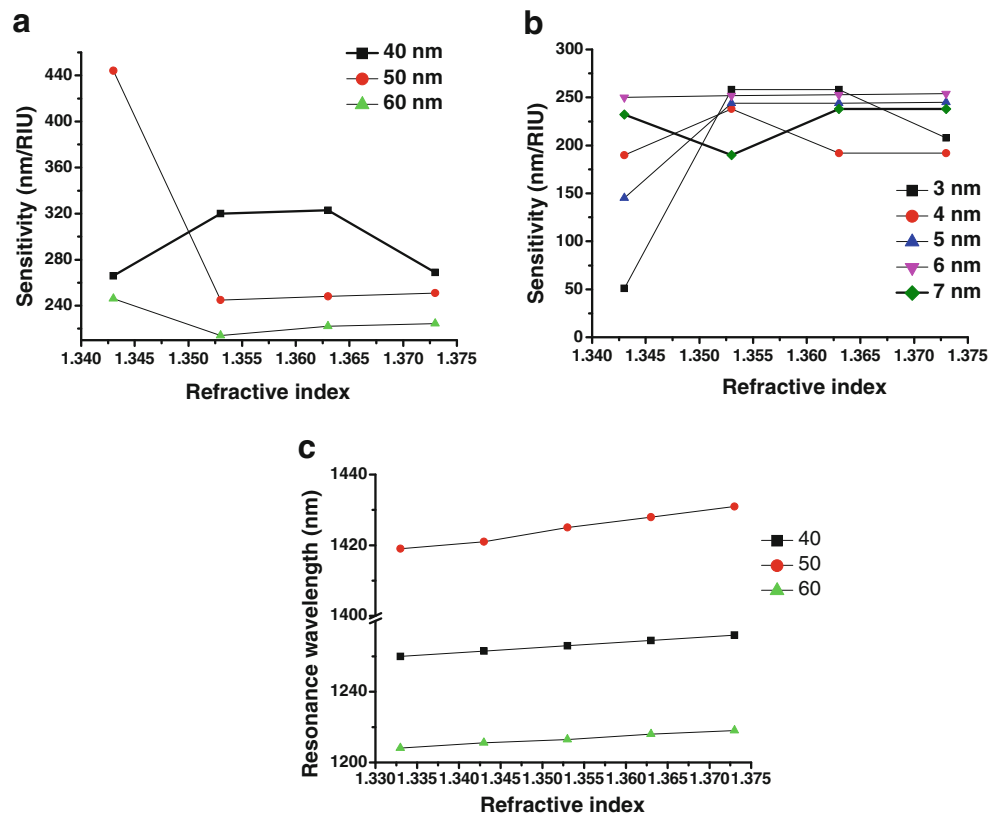 a
40 nm
50 nm
60 nm
440
400
360
320
280
240
Sensitivity (nm/RIU)
1.340 1.345 1.350 1.355 1.360 1.365 1.370 1.375
Refractive index
b
300
250
200
150
100
50
0
Sensitivity (nm/RIU)
3 nm
4 nm
5 nm
6 nm
7 nm
1.340 1.345 1.350 1.355 1.360 1.365 1.370 1.375
Refractive index
c
1440
1420
1400
1240
1200
Resonance wavelength (nm)
40
50
60
1.330 1.335 1.340 1.345 1.350 1.355 1.360 1.365 1.370 1.375
Refractive index